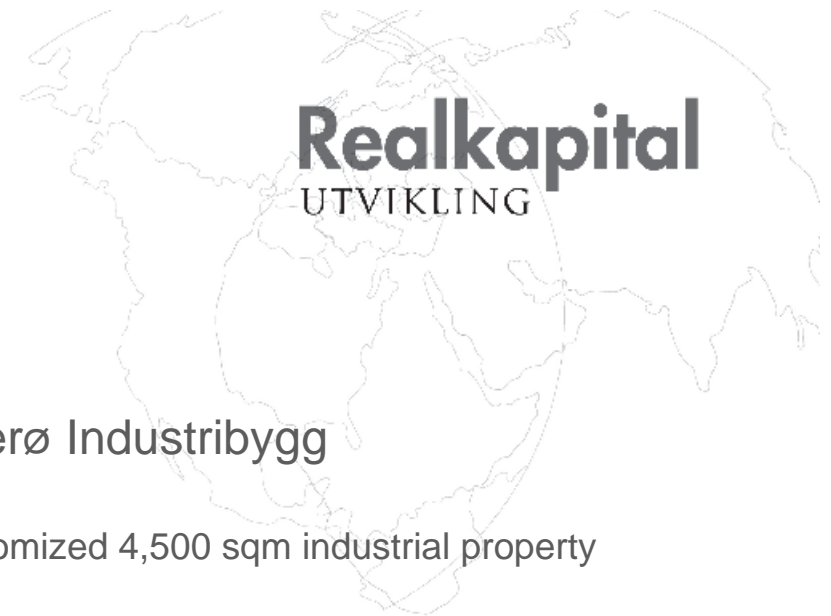 Realkapital
UTVIKLING
erø Industribygg
omized 4,500 sqm industrial property